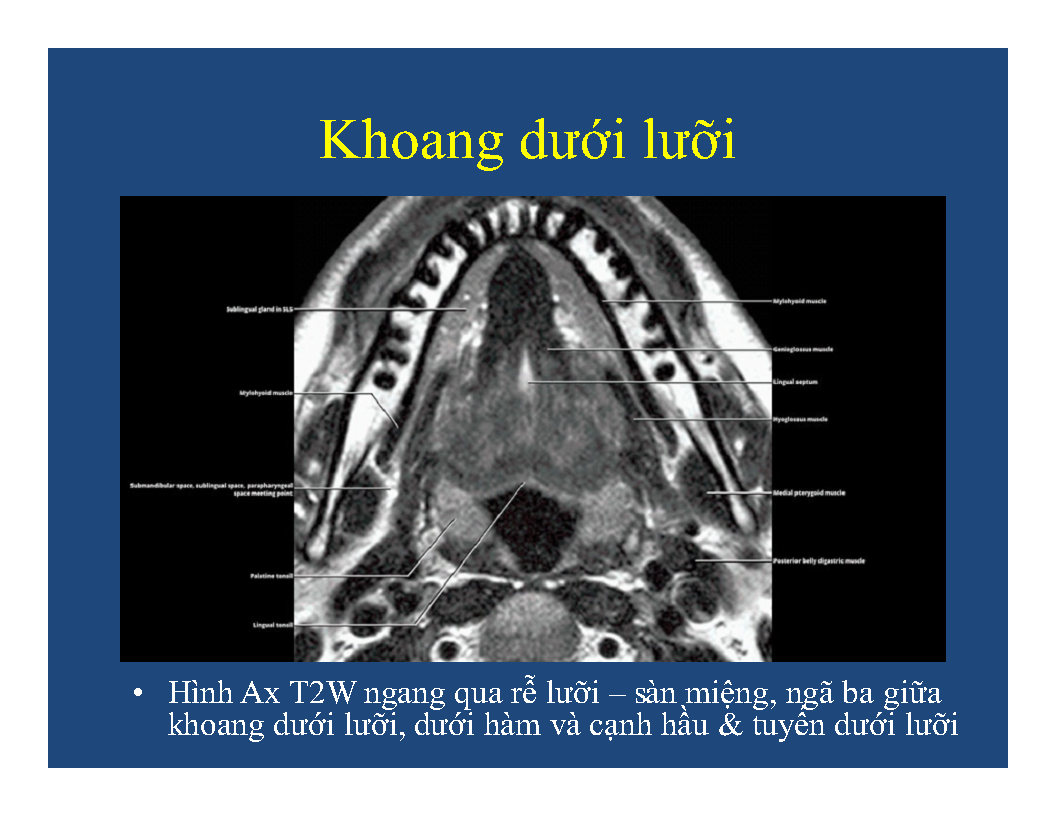 Khoang dưới lưỡi
Sublingual gland in SLS
Mylohyoid muscle
Submandibular space, sublingual space, parapharyngeal
space meeting point
Palatine tonsil
Lingual tonsil
Mylohyoid muscle
Genioglossus muscle
Lingual septum
Hyoglossus muscle
Medial pterygoid muscle
Posterior belly digastric muscle
• Hình Ax T2W ngang qua rễ lưỡi – sàn miệng, ngã ba giữa
khoang dưới lưỡi, dưới hàm và cạnh hầu & tuyến dưới lưỡi